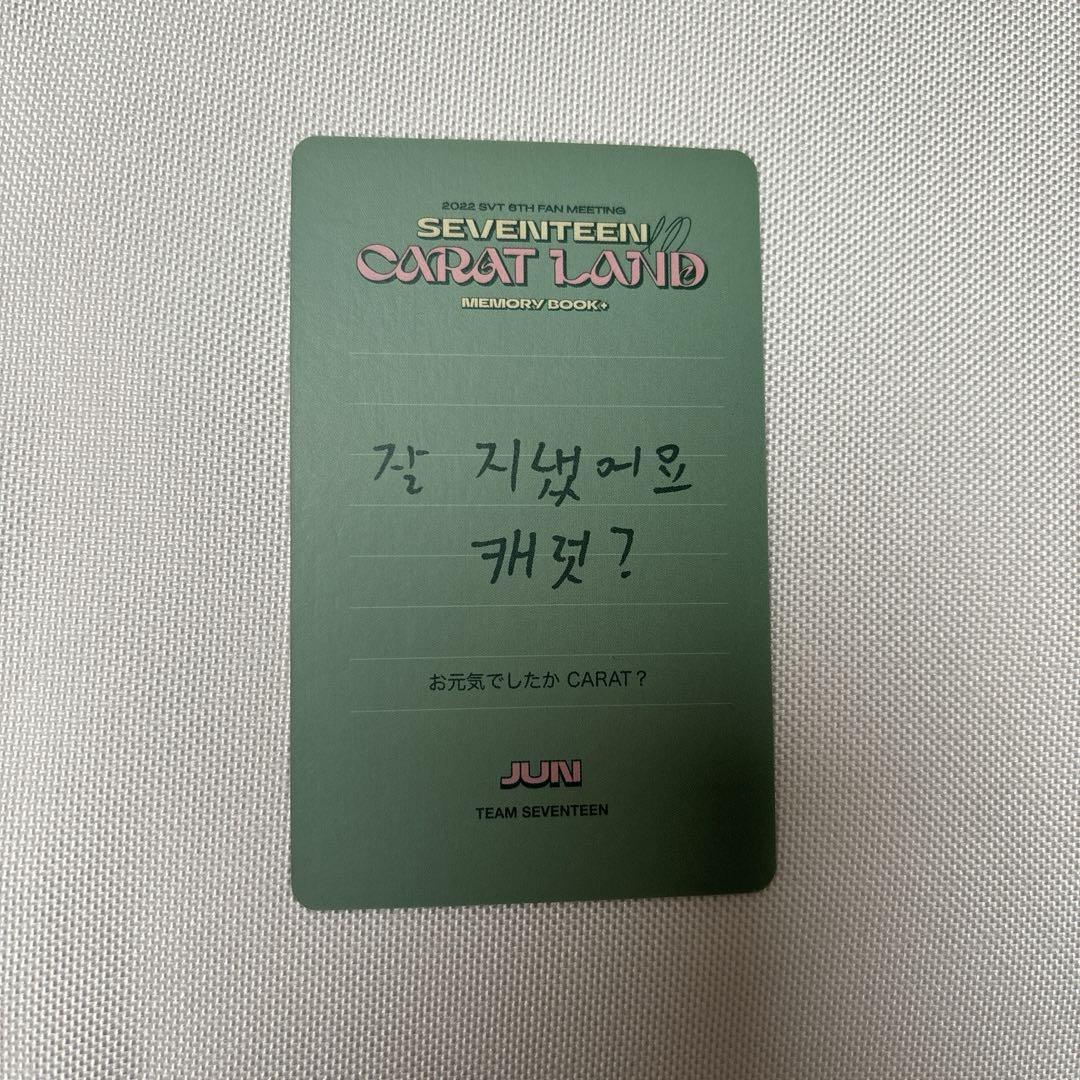 2022 SVT 6TH FAN MEETING
SEVENTEEN in
CARAT LAND
MEMORY BOOK+
잘 지냈어요
캐럿?
お元気でしたか CARAT？
JUN
TEAM SEVENTEEN